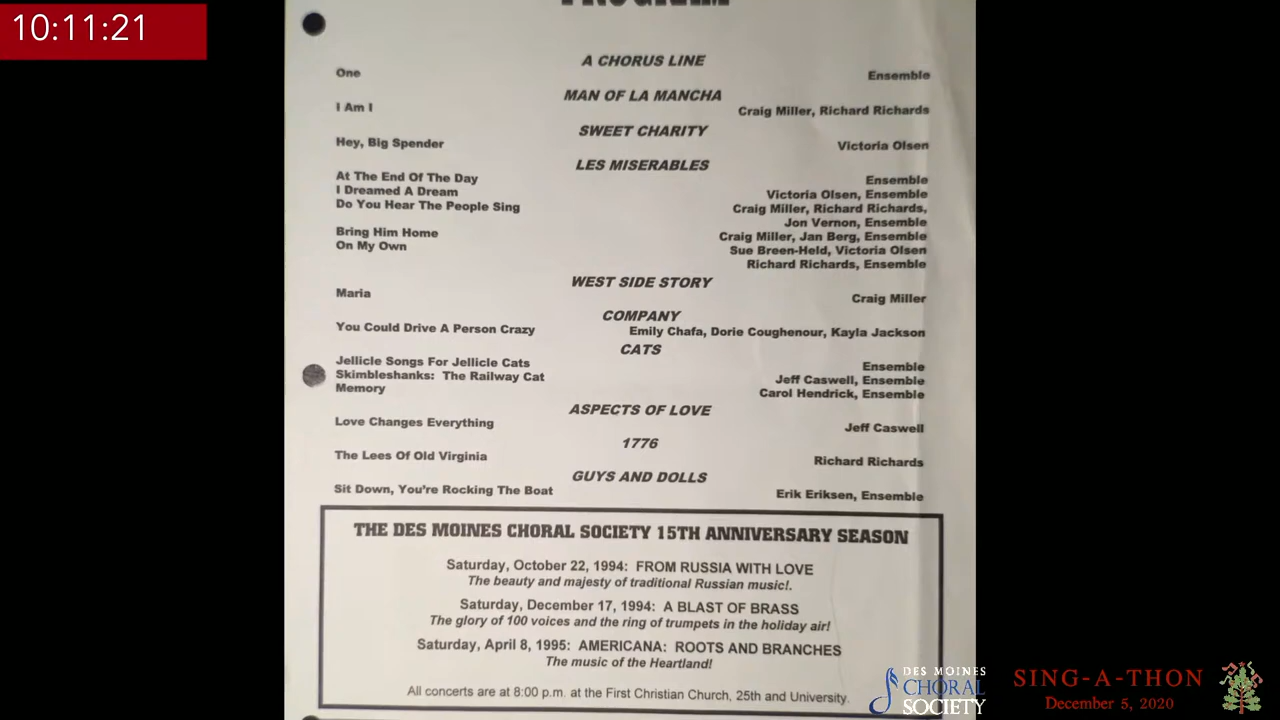 10:11:21
PROGRAM
A CHORUS LINE
One Ensemble
MAN OF LA MANCHA
I Am I Craig Miller, Richard Richards
SWEET CHARITY
Hey, Big Spender Victoria Olsen
LES MISERABLES
At The End Of The Day Ensemble
I Dreamed A Dream Victoria Olsen, Ensemble
Do You Hear The People Sing Craig Miller, Richard Richards,
Jon Vernon, Ensemble
Bring Him Home Craig Miller, Jan Berg, Ensemble
On My Own Sue Breen-Held, Victoria Olsen
Richard Richards, Ensemble
WEST SIDE STORY
Maria Craig Miller
COMPANY
You Could Drive A Person Crazy Emily Chafa, Dorie Coughenour, Kayla Jackson
CATS
Jellicle Songs For Jellicle Cats Ensemble
Skimbleshanks: The Railway Cat Jeff Caswell, Ensemble
Memory Carol Hendrick, Ensemble
ASPECTS OF LOVE
Love Changes Everything Jeff Caswell
1776
The Lees Of Old Virginia Richard Richards
GUYS AND DOLLS
Sit Down, You're Rocking The Boat Erik Eriksen, Ensemble
THE DES MOINES CHORAL SOCIETY 15TH ANNIVERSARY SEASON
Saturday, October 22, 1994: FROM RUSSIA WITH LOVE
The beauty and majesty of traditional Russian music!.
Saturday, December 17, 1994: A BLAST OF BRASS
The glory of 100 voices and the ring of trumpets in the holiday air!
Saturday, April 8, 1995: AMERICANA: ROOTS AND BRANCHES
The music of the Heartland!
All concerts are at 8:00 p.m. at the First Christian Church, 25th and University.
DES MOINES
CHORAL
SOCIETY
SING-A-THON
December 5, 2020